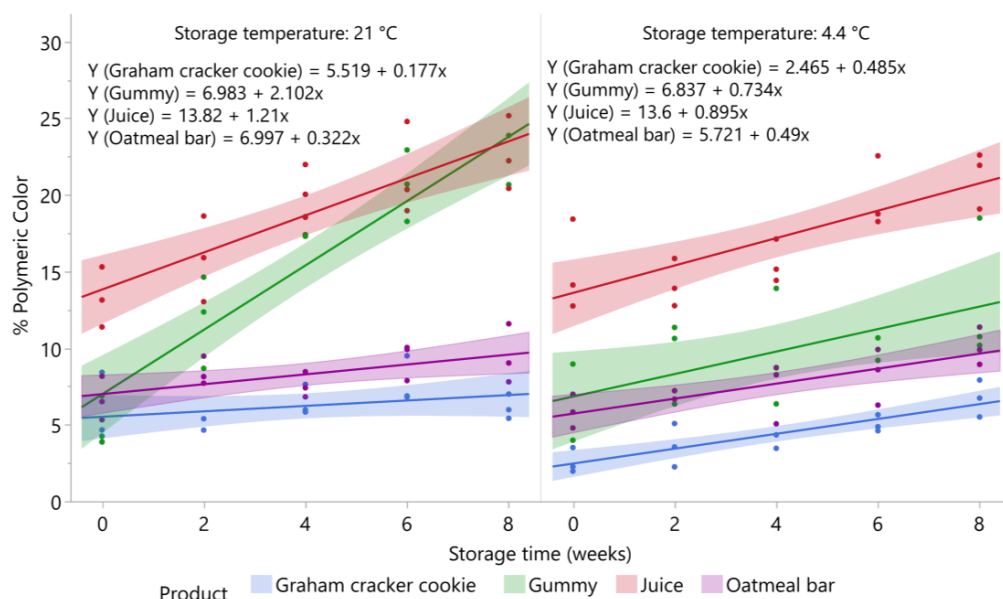 Storage temperature: 21 °C
Y (Graham cracker cookie) = 5.519 + 0.177x
Y (Gummy) = 6.983 + 2.102x
Y (Juice) = 13.82 + 1.21x
Y (Oatmeal bar) = 6.997 + 0.322x
Storage temperature: 4.4 °C
Y (Graham cracker cookie) = 2.465 + 0.485x
Y (Gummy) = 6.837 + 0.734x
Y (Juice) = 13.6 + 0.895x
Y (Oatmeal bar) = 5.721 + 0.49x
% Polymeric Color
30
25
20
15
10
5
0
0 2 4 6 8
0 2 4 6 8
Storage time (weeks)
Product Graham cracker cookie Gummy Juice Oatmeal bar